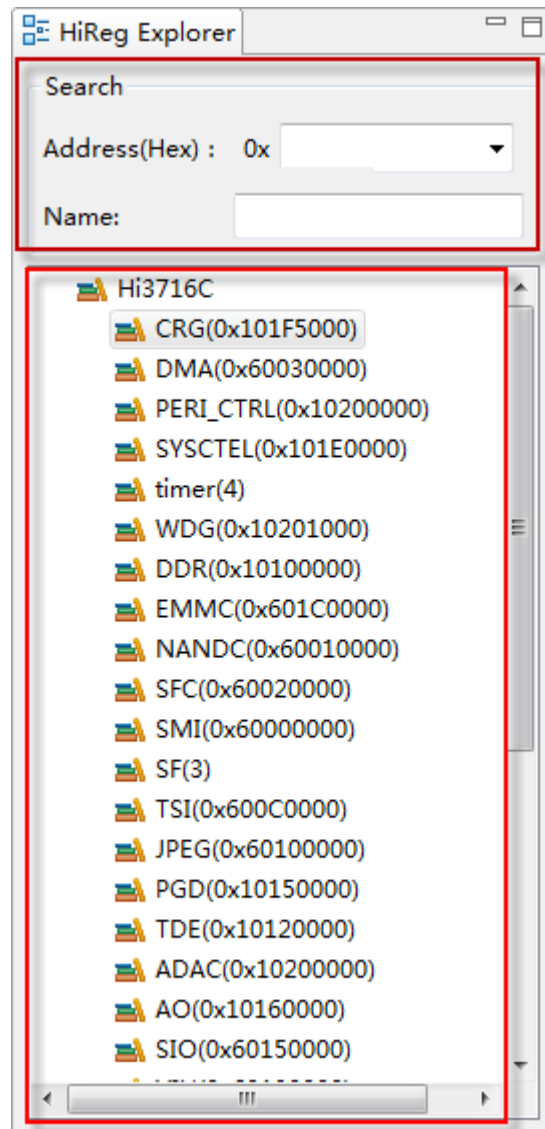 HiReg Explorer
Search
Address(Hex) : 0x
Name:
Hi3716C
CRG(0x101F5000)
DMA(0x60030000)
PERI_CTRL(0x10200000)
SYSCTEL(0x101E0000)
timer(4)
WDG(0x10201000)
DDR(0x10100000)
EMMC(0x601C0000)
NANDC(0x60010000)
SFC(0x60020000)
SMI(0x60000000)
SF(3)
TSI(0x600C0000)
JPEG(0x60100000)
PGD(0x10150000)
TDE(0x10120000)
ADAC(0x10200000)
AO(0x10160000)
SIO(0x60150000)